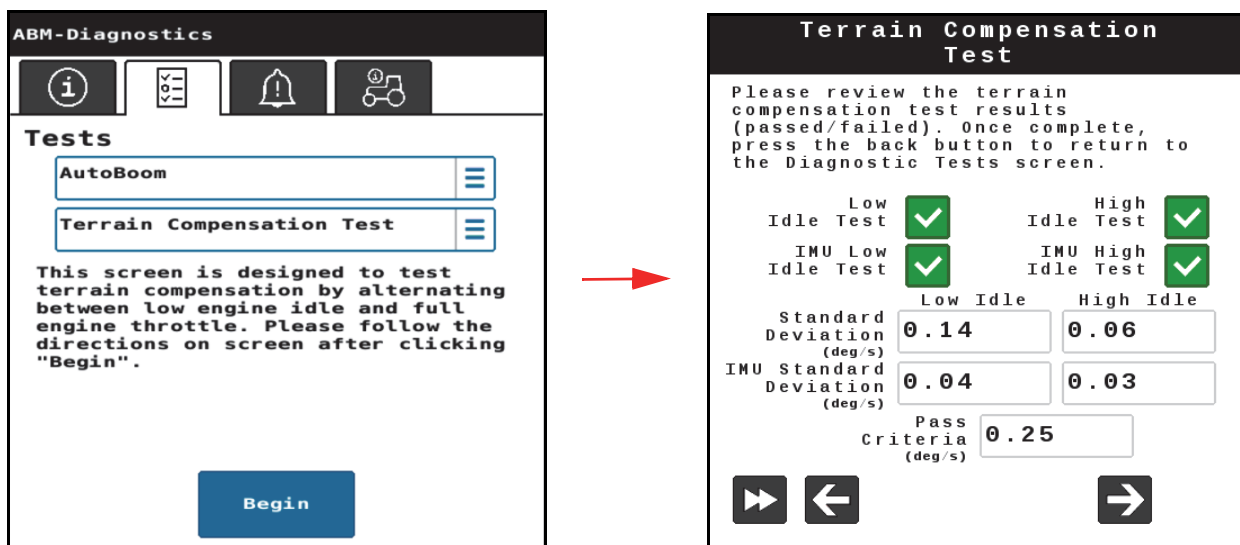 ABM-Diagnostics
Tests
AutoBoom
Terrain Compensation Test
This screen is designed to test
terrain compensation by alternating
between low engine idle and full
engine throttle. Please follow the
directions on screen after clicking
"Begin".
Begin
Terrain Compensation
Test
Please review the terrain
compensation test results
(passed/failed). Once complete,
press the back button to return to
the Diagnostic Tests screen.
Low
Idle Test
High
Idle Test
IMU Low
Idle Test
IMU High
Idle Test
Low Idle
High Idle
Standard
Deviation
(deg/s)
0.14
0.06
IMU Standard
Deviation
(deg/s)
0.04
0.03
Pass
Criteria
(deg/s)
0.25